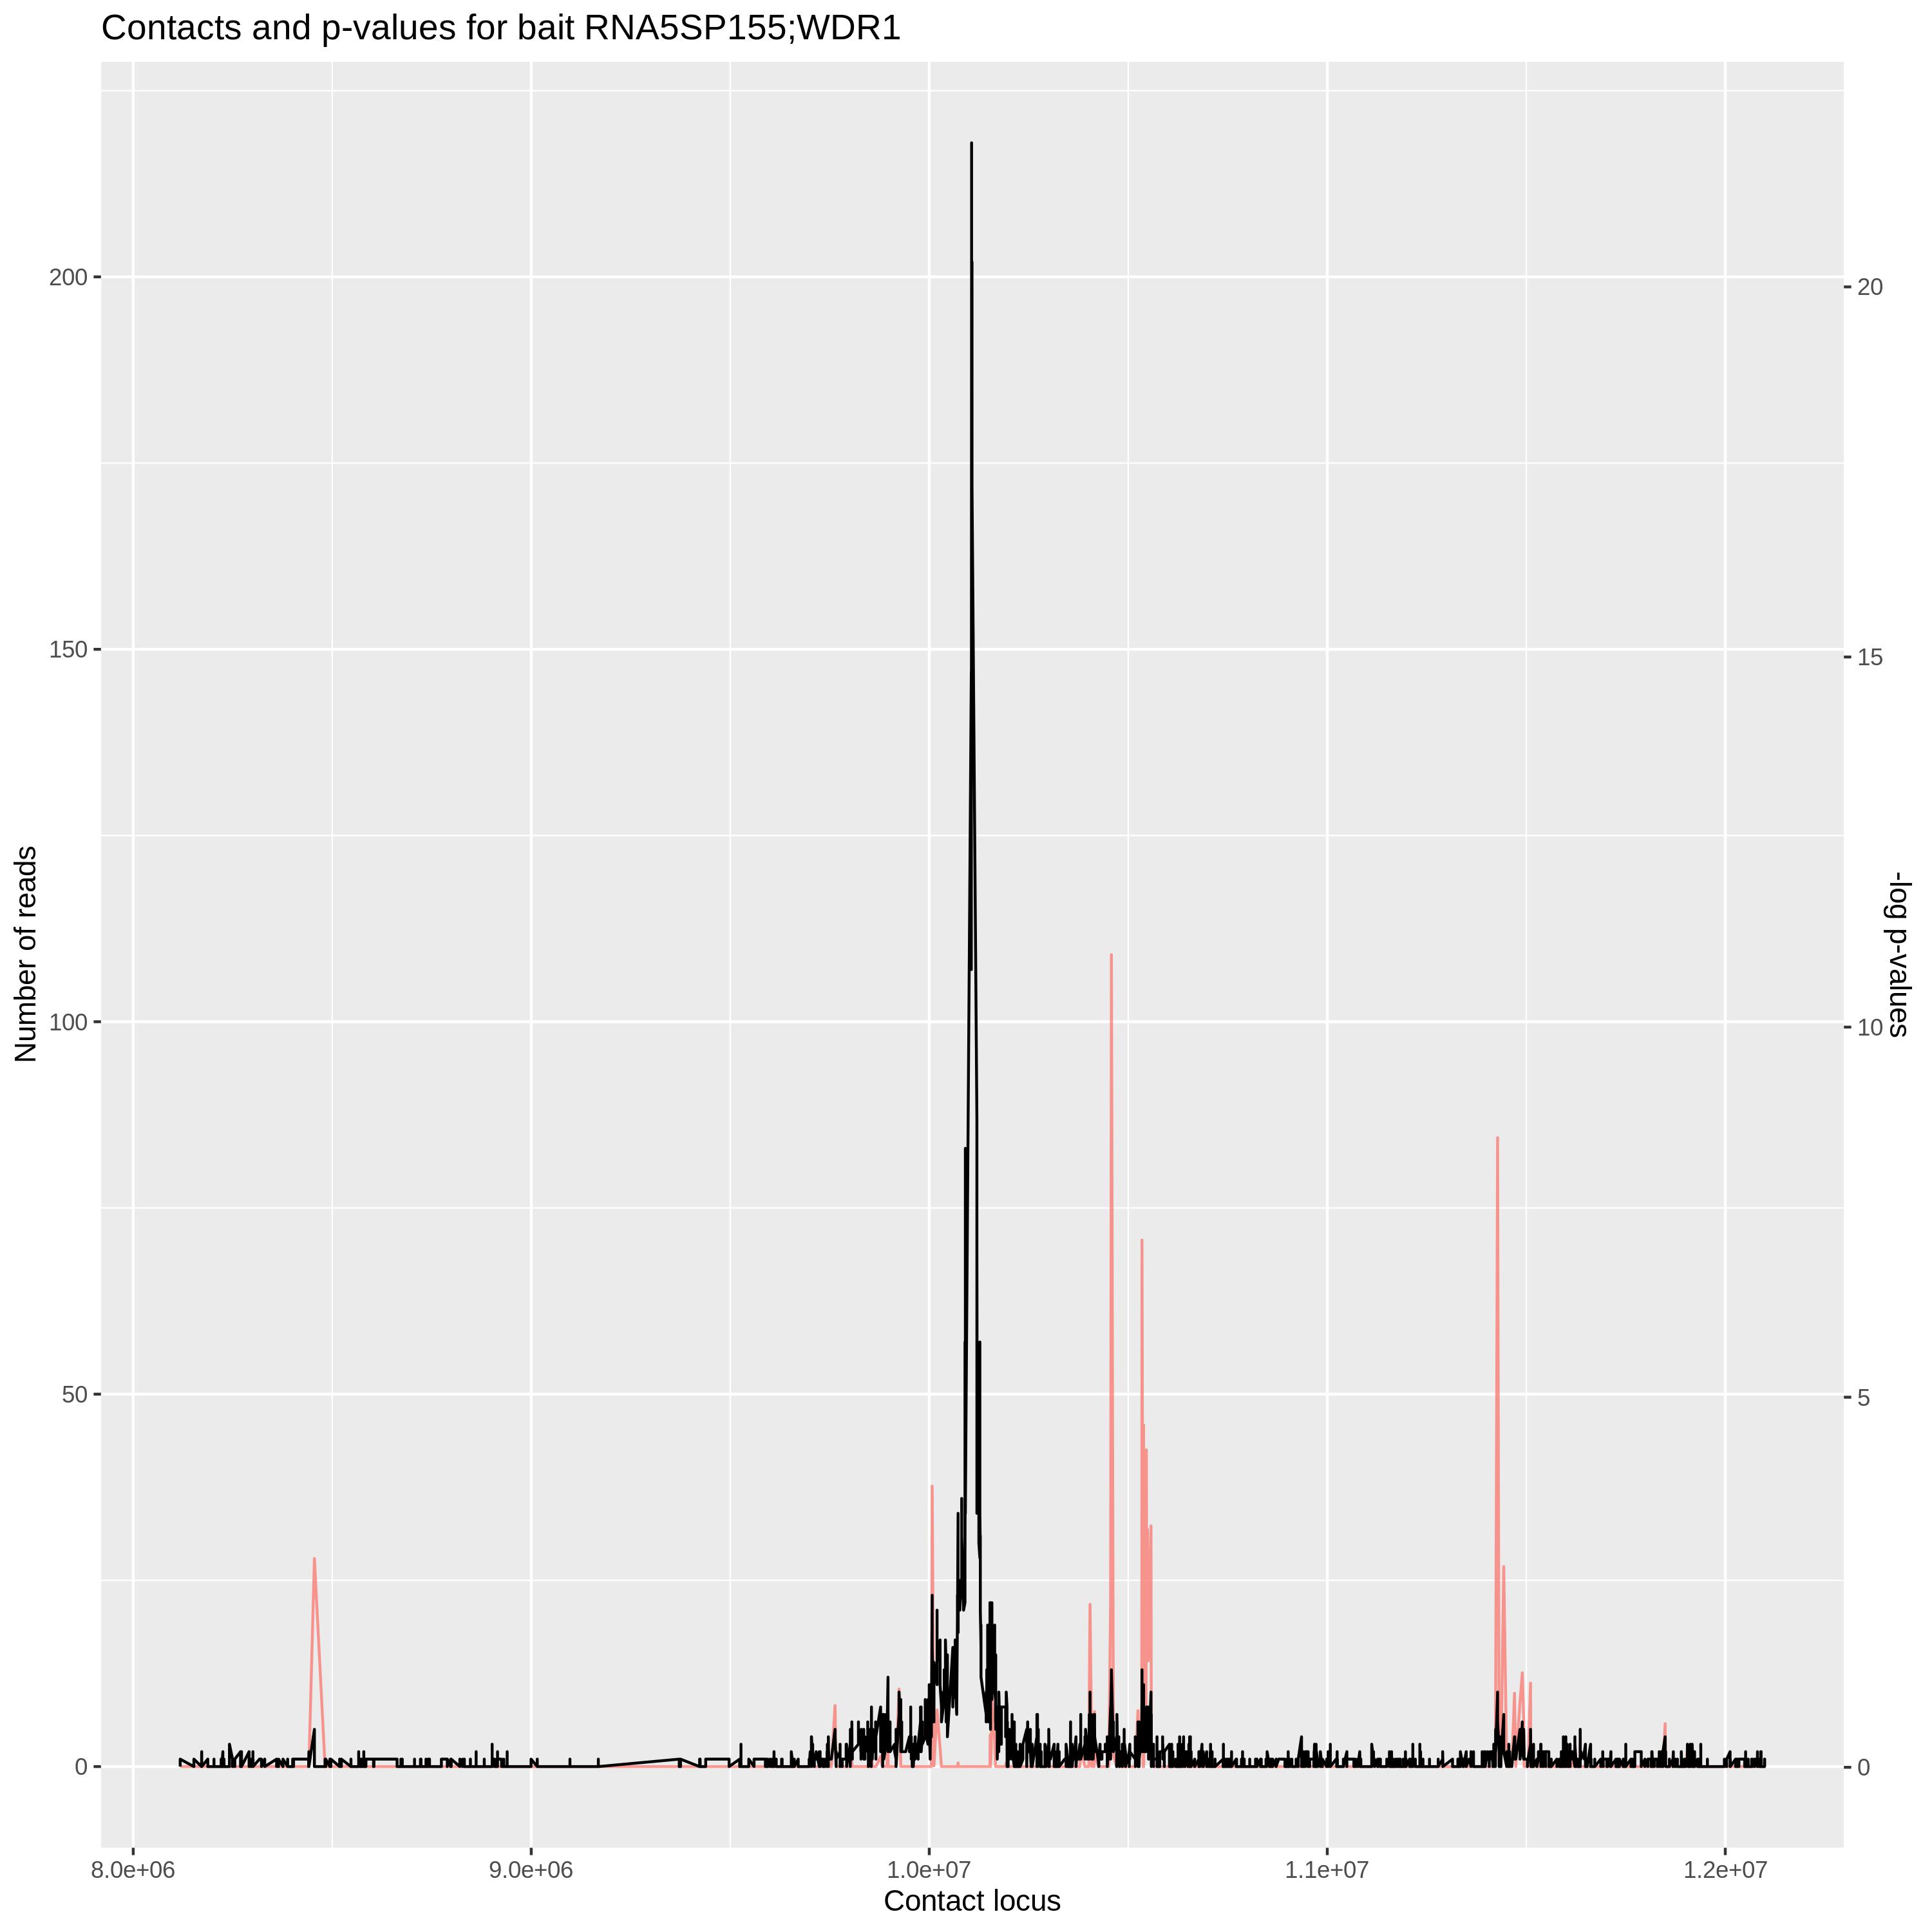 Contacts and p-values for bait RNA5SP155;WDR1
200
150
100
50
0
Number of reads
20
15
10
5
0
-log p-values
8.0e+06
9.0e+06
1.0e+07
1.1e+07
1.2e+07
Contact locus